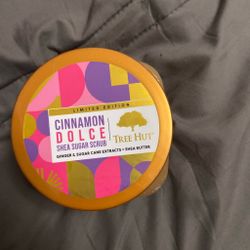 LIMITED EDITION
CINNAMON
DOLCE
SHEA SUGAR SCRUB
TREE HUT
GINGER & SUGAR CANE EXTRACTS + SHEA BUTTER